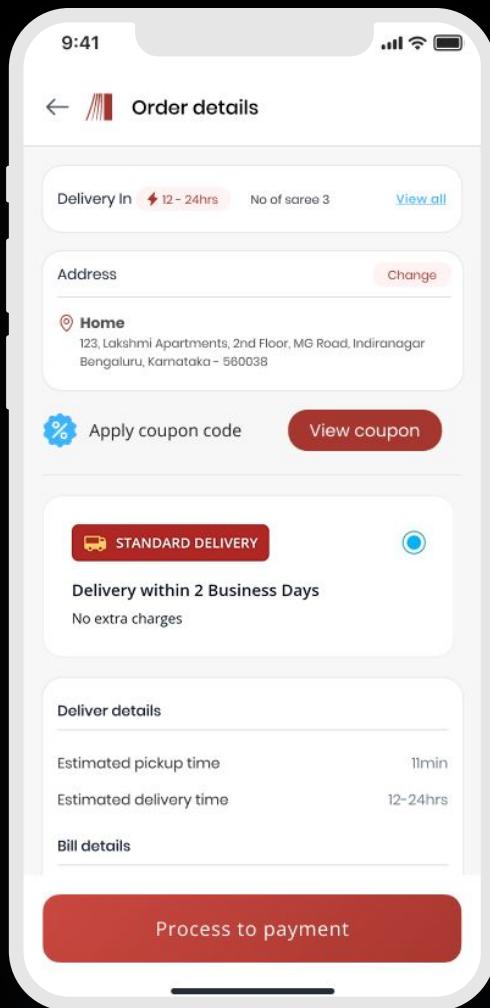 9:41
Order details
Delivery In 12 - 24hrs No of saree 3 View all
Address Change
Home
123, Lakshmi Apartments, 2nd Floor, MG Road, Indiranagar
Bengaluru, Karnataka - 560038
% Apply coupon code View coupon
STANDARD DELIVERY
Delivery within 2 Business Days
No extra charges
Deliver details
Estimated pickup time 11min
Estimated delivery time 12-24hrs
Bill details
Process to payment